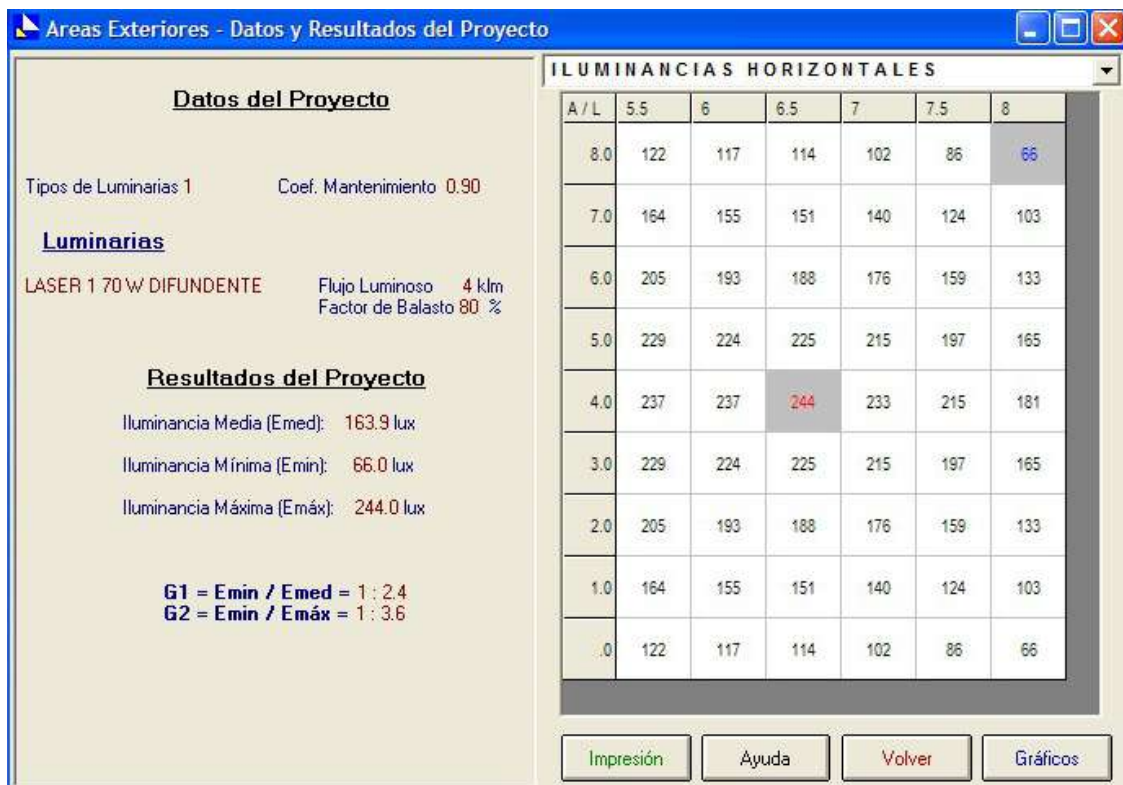 Areas Exteriores - Datos y Resultados del Proyecto
Datos del Proyecto
Tipos de Luminarias 1 Coef. Mantenimiento 0.90
Luminarias
LASER 1 70 W DIFUNDENTE Flujo Luminoso 4 klm
Factor de Balasto 80 %
Resultados del Proyecto
Iluminancia Media (Emed): 163.9 lux
Iluminancia Mínima (Emin): 66.0 lux
Iluminancia Máxima (Emáx): 244.0 lux
G1 = Emin / Emed = 1 : 2.4
G2 = Emin / Emáx = 1 : 3.6
ILUMINANCIAS HORIZONTALES
A / L 5.5 6 6.5 7 7.5 8
8.0 122 117 114 102 86 66
7.0 164 155 151 140 124 103
6.0 205 193 188 176 159 133
5.0 229 224 225 215 197 165
4.0 237 237 244 233 215 181
3.0 229 224 225 215 197 165
2.0 205 193 188 176 159 133
1.0 164 155 151 140 124 103
.0 122 117 114 102 86 66
Impresión Ayuda Volver Gráficos